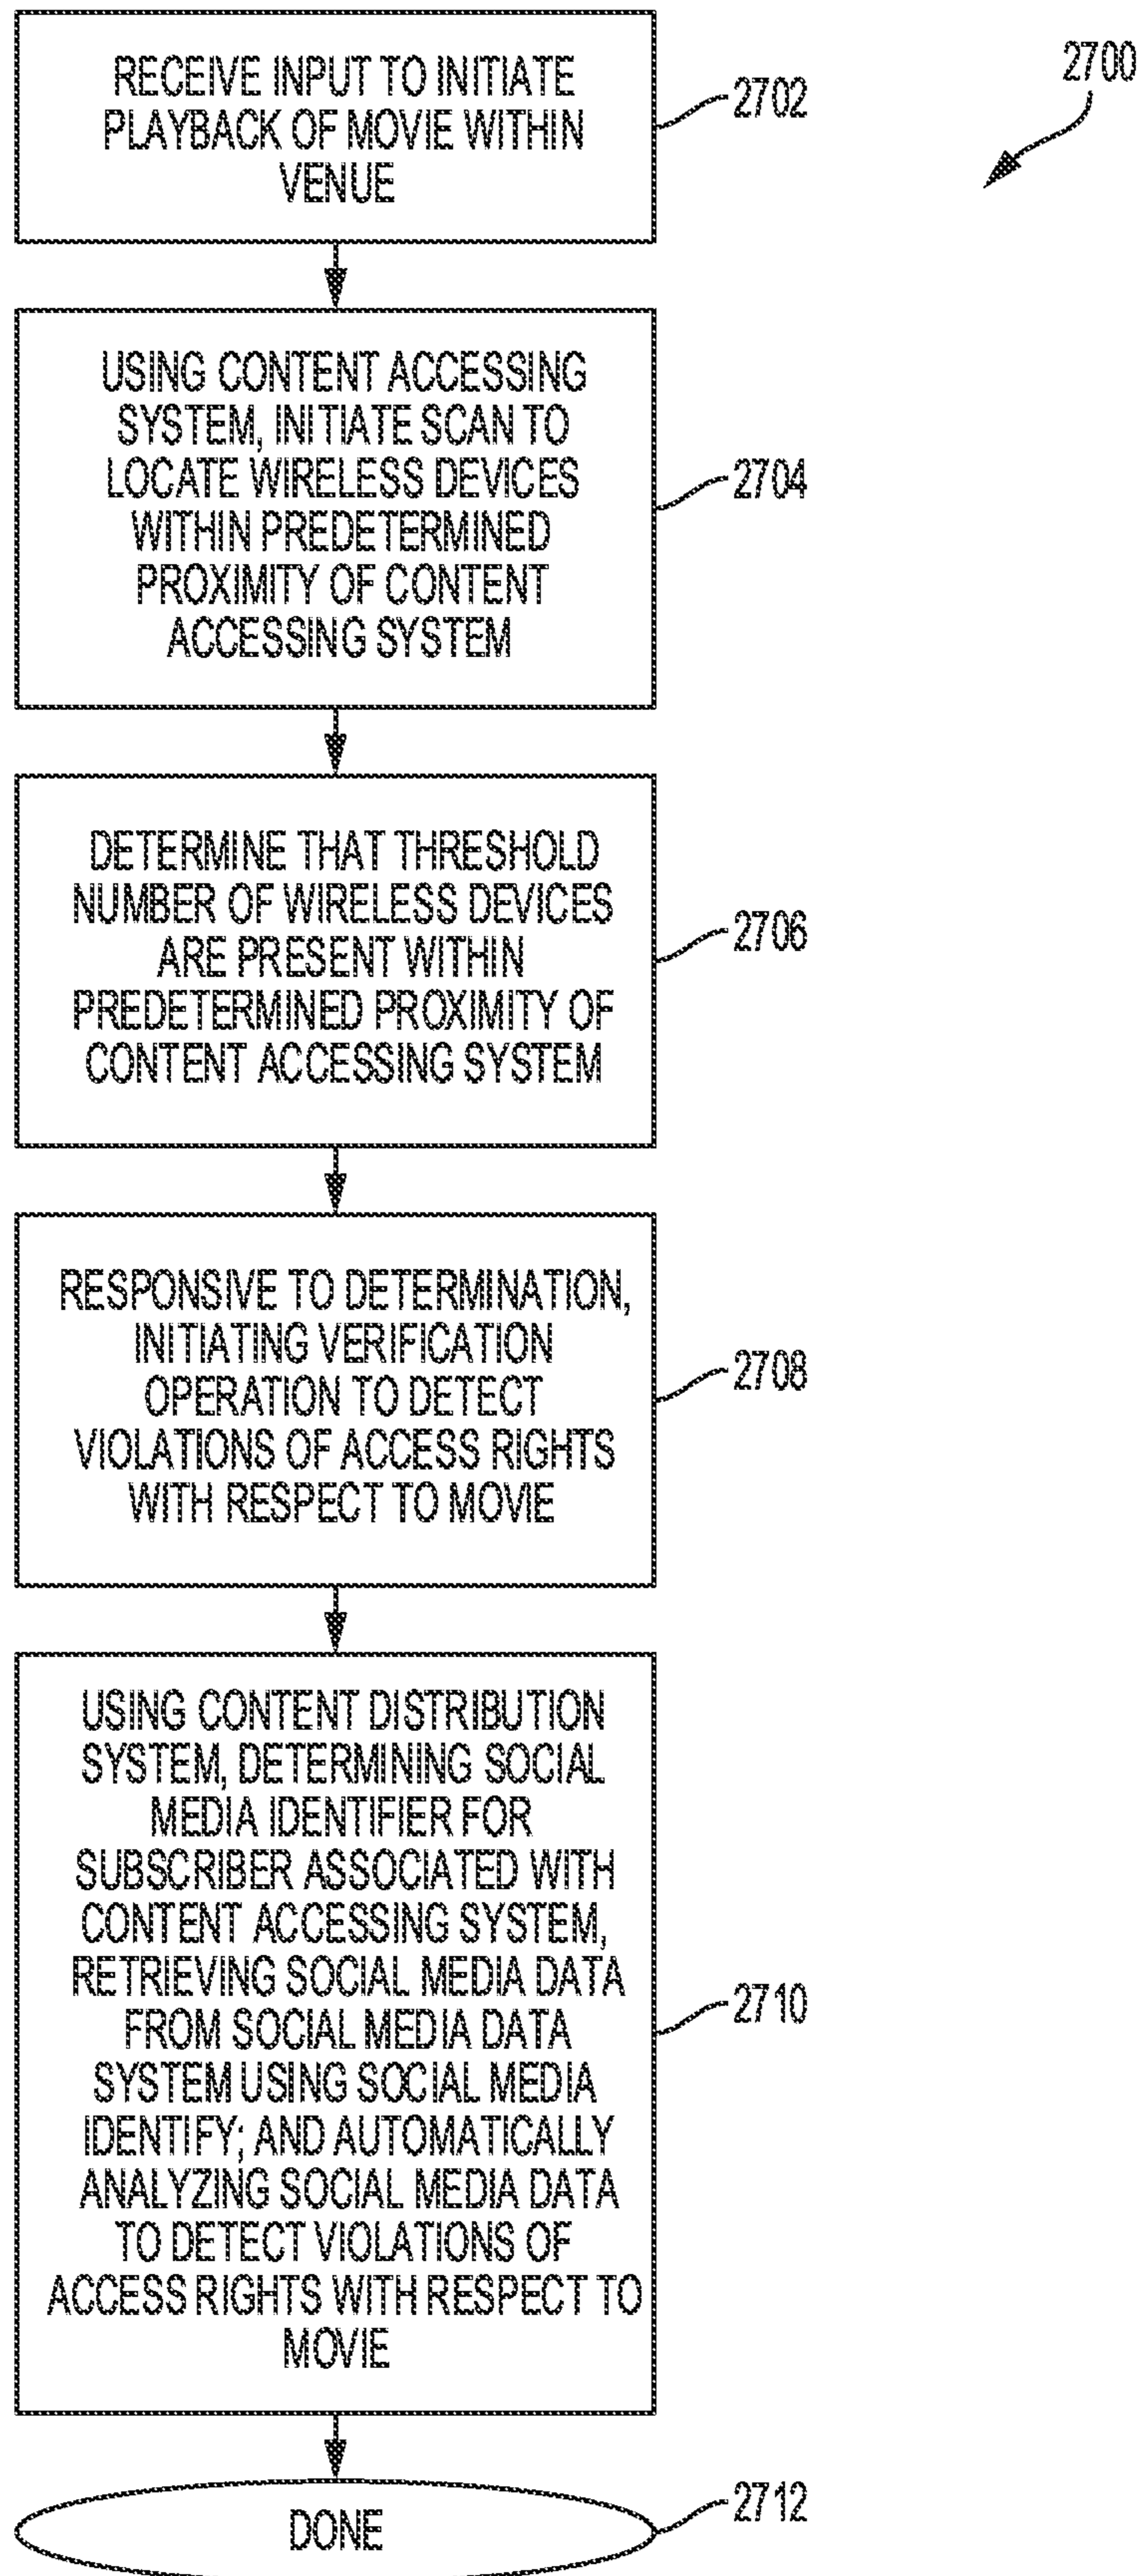 RECEIVE INPUT TO INITIATE
PLAYBACK OF MOVIE WITHIN
VENUE
2702
2700
USING CONTENT ACCESSING
SYSTEM, INITIATE SCAN TO
LOCATE WIRELESS DEVICES
WITHIN PREDETERMINED
PROXIMITY OF CONTENT
ACCESSING SYSTEM
2704
DETERMINE THAT THRESHOLD
NUMBER OF WIRELESS DEVICES
ARE PRESENT WITHIN
PREDETERMINED PROXIMITY OF
CONTENT ACCESSING SYSTEM
2706
RESPONSIVE TO DETERMINATION,
INITIATING VERIFICATION
OPERATION TO DETECT
VIOLATIONS OF ACCESS RIGHTS
WITH RESPECT TO MOVIE
2708
USING CONTENT DISTRIBUTION
SYSTEM, DETERMINING SOCIAL
MEDIA IDENTIFIER FOR
SUBSCRIBER ASSOCIATED WITH
CONTENT ACCESSING SYSTEM,
RETRIEVING SOCIAL MEDIA DATA
FROM SOCIAL MEDIA DATA
SYSTEM USING SOCIAL MEDIA
IDENTIFY; AND AUTOMATICALLY
ANALYZING SOCIAL MEDIA DATA
TO DETECT VIOLATIONS OF
ACCESS RIGHTS WITH RESPECT TO
MOVIE
2710
DONE
2712